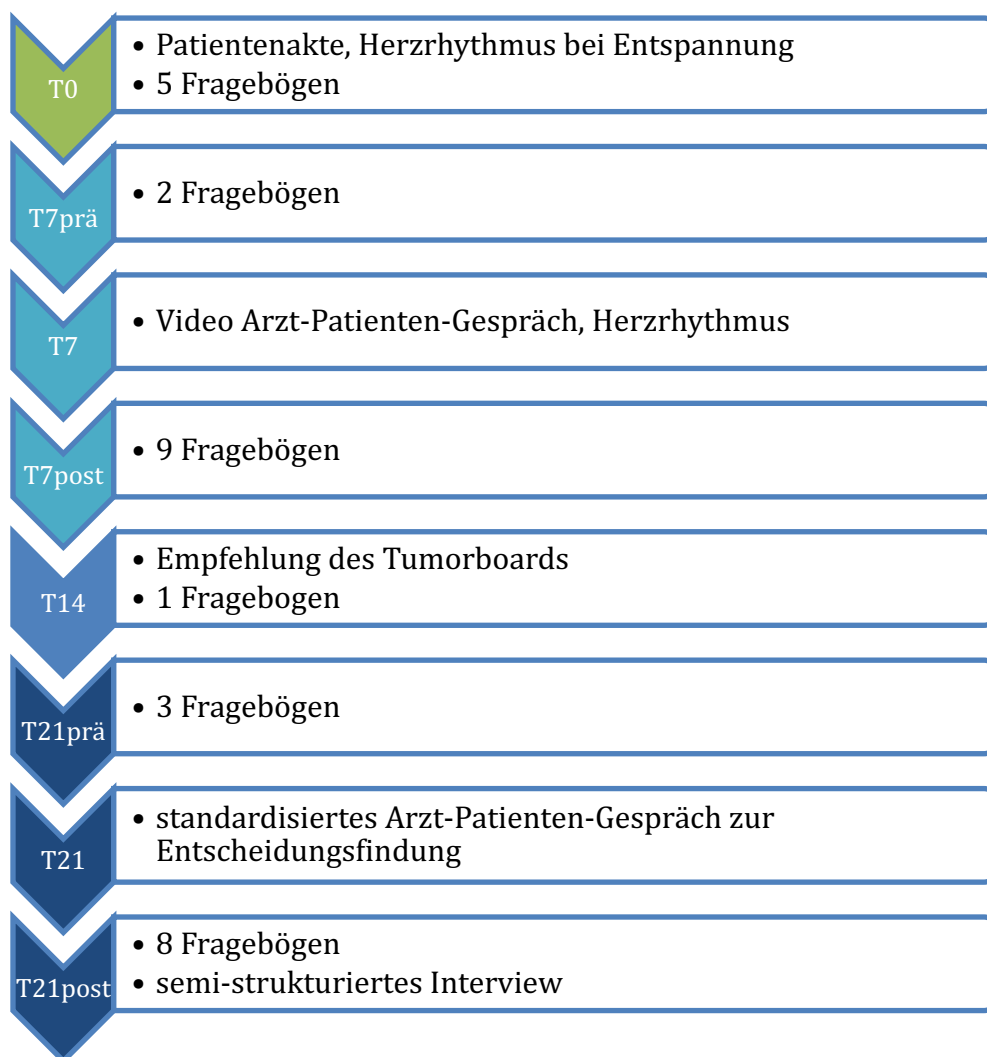 T0
• Patientenakte, Herzrhythmus bei Entspannung
• 5 Fragebögen
T7prä
• 2 Fragebögen
T7
• Video Arzt-Patienten-Gespräch, Herzrhythmus
T7post
• 9 Fragebögen
T14
• Empfehlung des Tumorboards
• 1 Fragebogen
T21prä
• 3 Fragebögen
T21
• standardisiertes Arzt-Patienten-Gespräch zur
Entscheidungsfindung
T21post
• 8 Fragebögen
• semi-strukturiertes Interview